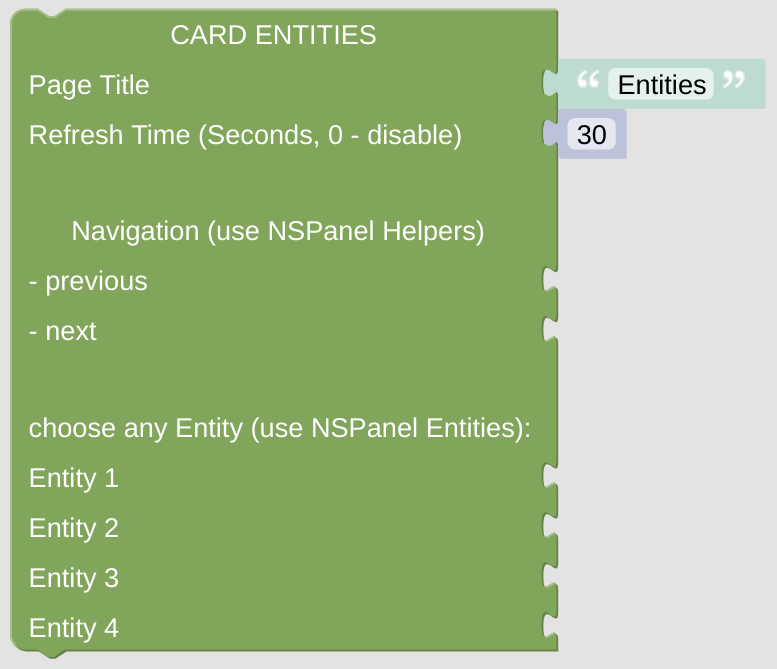 CARD ENTITIES
Page Title “ Entities ”
Refresh Time (Seconds, 0 - disable) 30
Navigation (use NSPanel Helpers)
- previous
- next
choose any Entity (use NSPanel Entities):
Entity 1
Entity 2
Entity 3
Entity 4